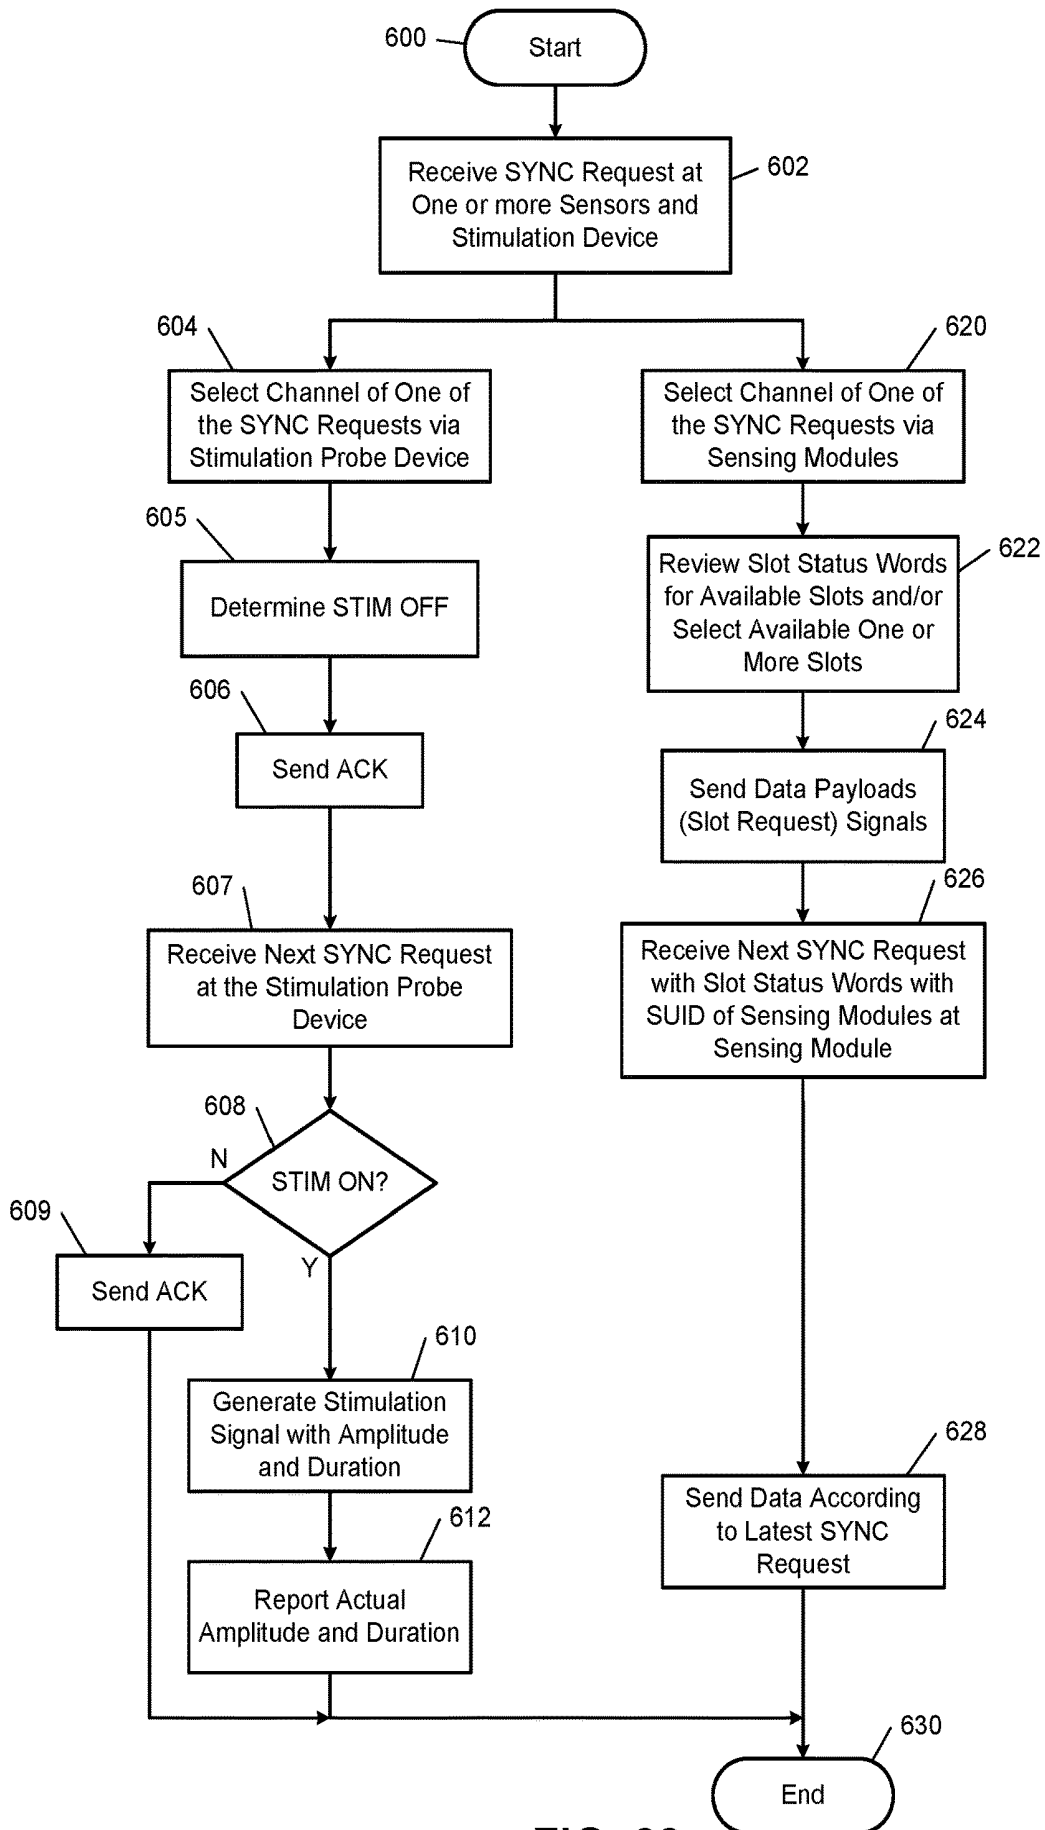 600
Start
602
Receive SYNC Request at
One or more Sensors and
Stimulation Device
604
Select Channel of One of
the SYNC Requests via
Stimulation Probe Device
605
Determine STIM OFF
606
Send ACK
607
Receive Next SYNC Request
at the Stimulation Probe
Device
608
STIM ON?
N
Y
609
Send ACK
610
Generate Stimulation
Signal with Amplitude
and Duration
612
Report Actual
Amplitude and Duration
620
Select Channel of One of
the SYNC Requests via
Sensing Modules
622
Review Slot Status Words
for Available Slots and/or
Select Available One or
More Slots
624
Send Data Payloads
(Slot Request) Signals
626
Receive Next SYNC Request
with Slot Status Words with
SUID of Sensing Modules at
Sensing Module
628
Send Data According
to Latest SYNC
Request
630
End